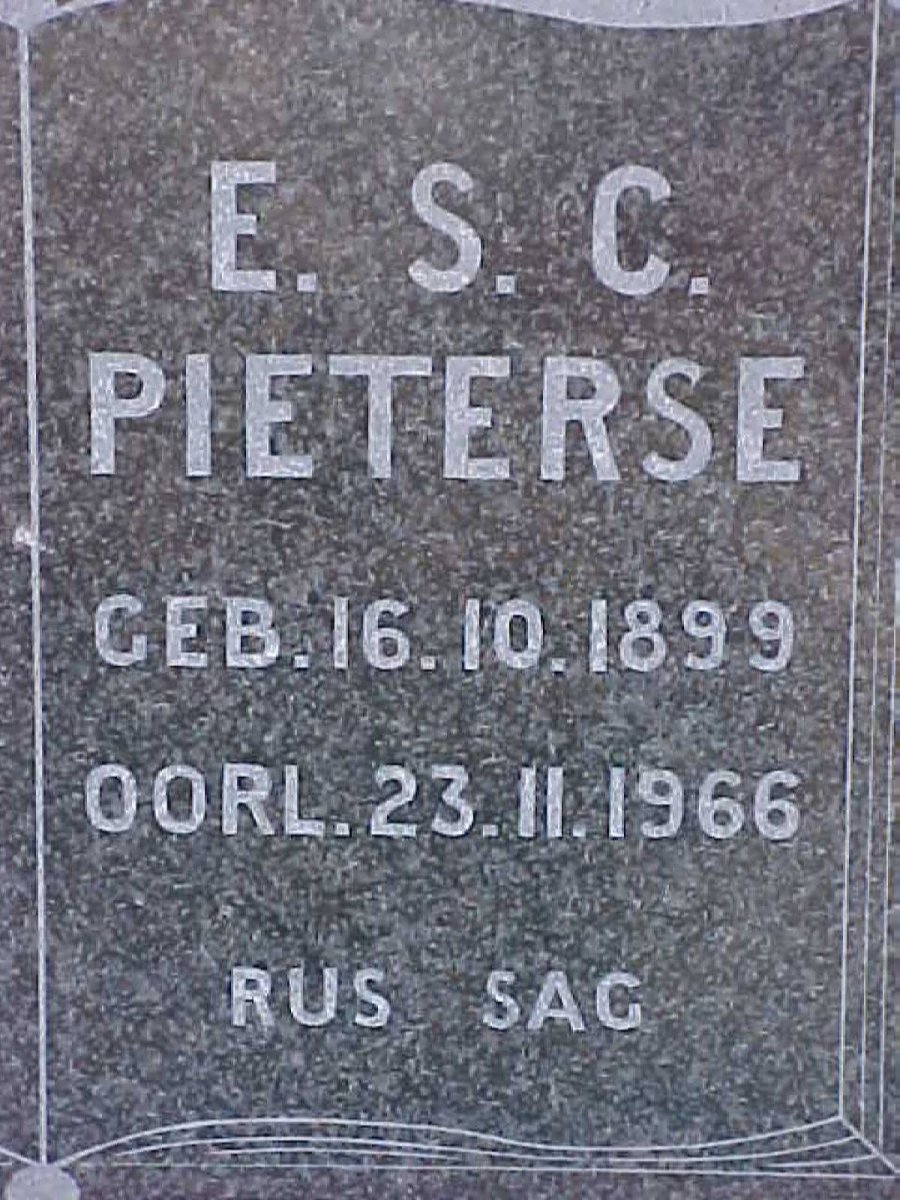 E. S. C.
PIETERSE
GEB. 16. 10. 1899
OORL. 23. 11. 1966
RUS SAG